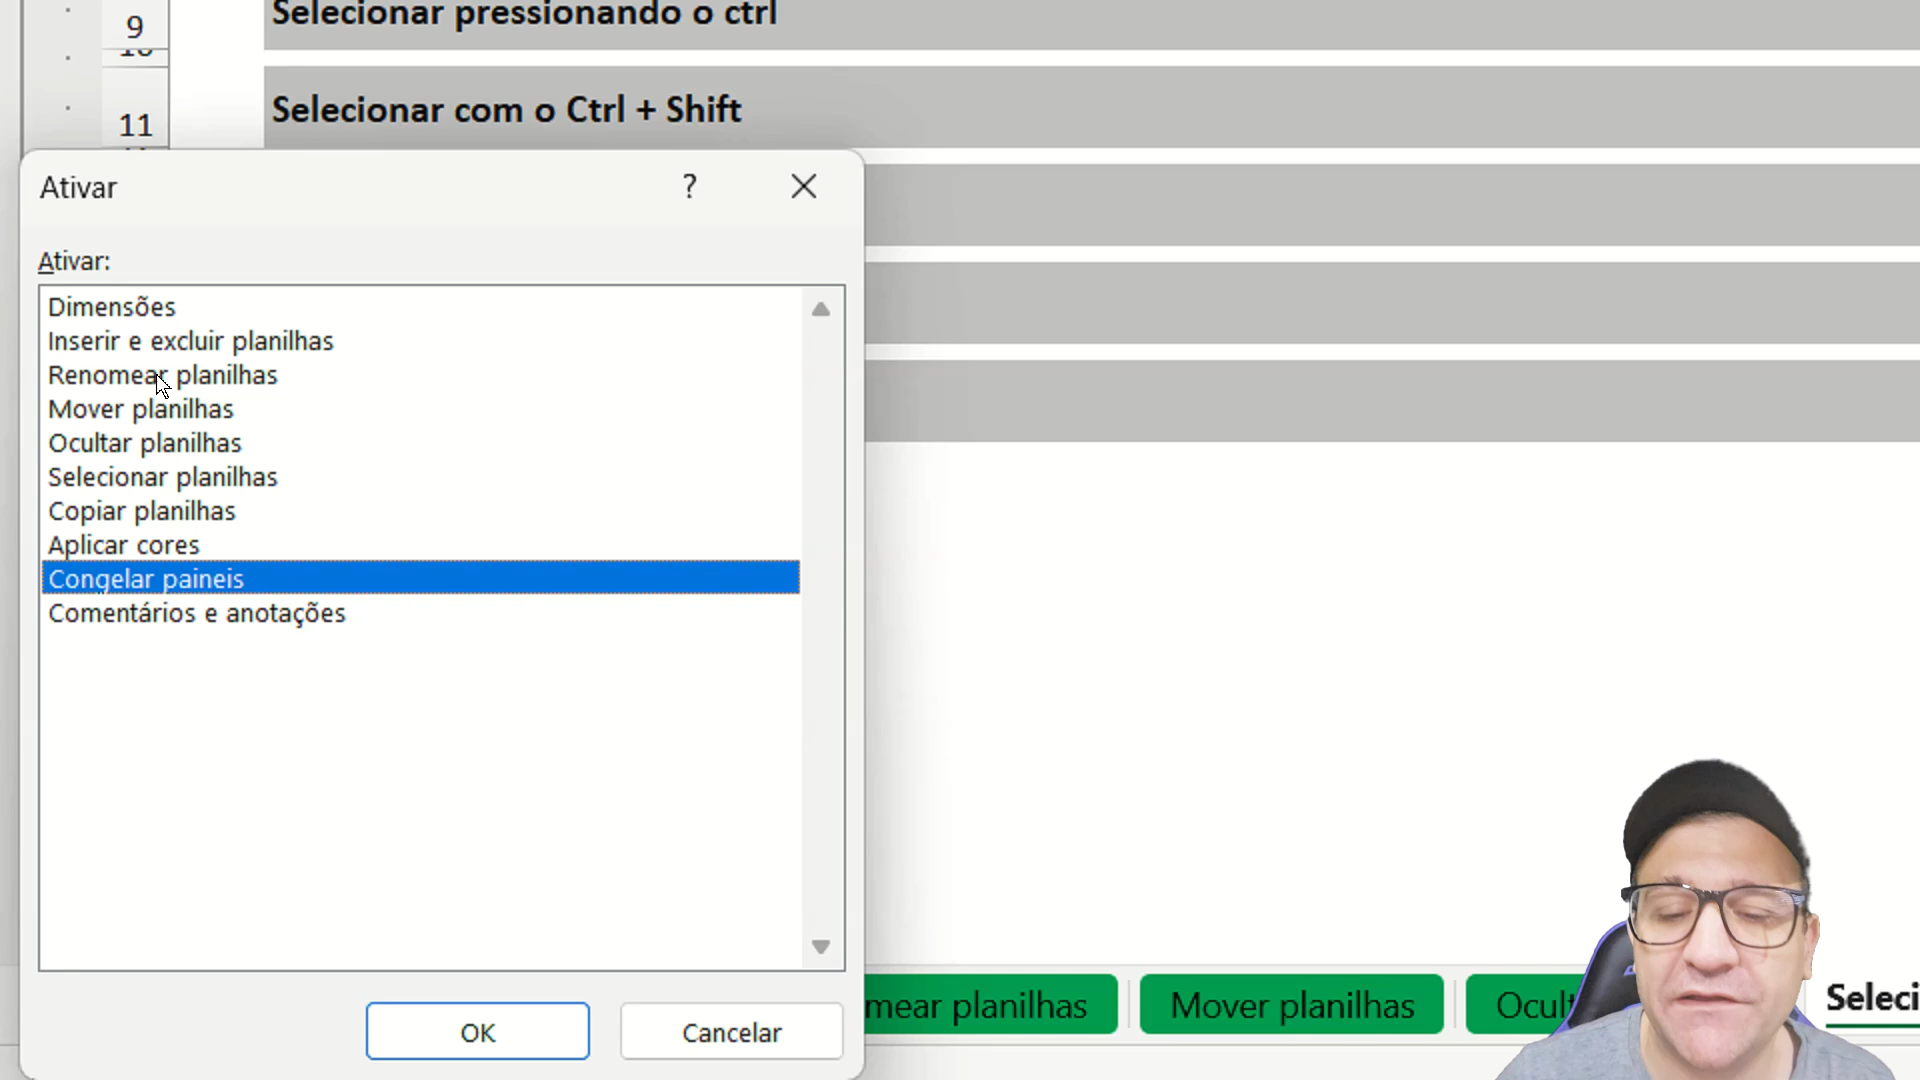 9
Selecionar pressionando o ctrl
10
11
Selecionar com o Ctrl + Shift
Ativar
?
Ativar:
Dimensões
Inserir e excluir planilhas
Renomear planilhas
Mover planilhas
Ocultar planilhas
Selecionar planilhas
Copiar planilhas
Aplicar cores
Congelar paineis
Comentários e anotações
OK
Cancelar
mear planilhas
Mover planilhas
Ocult
Seleci